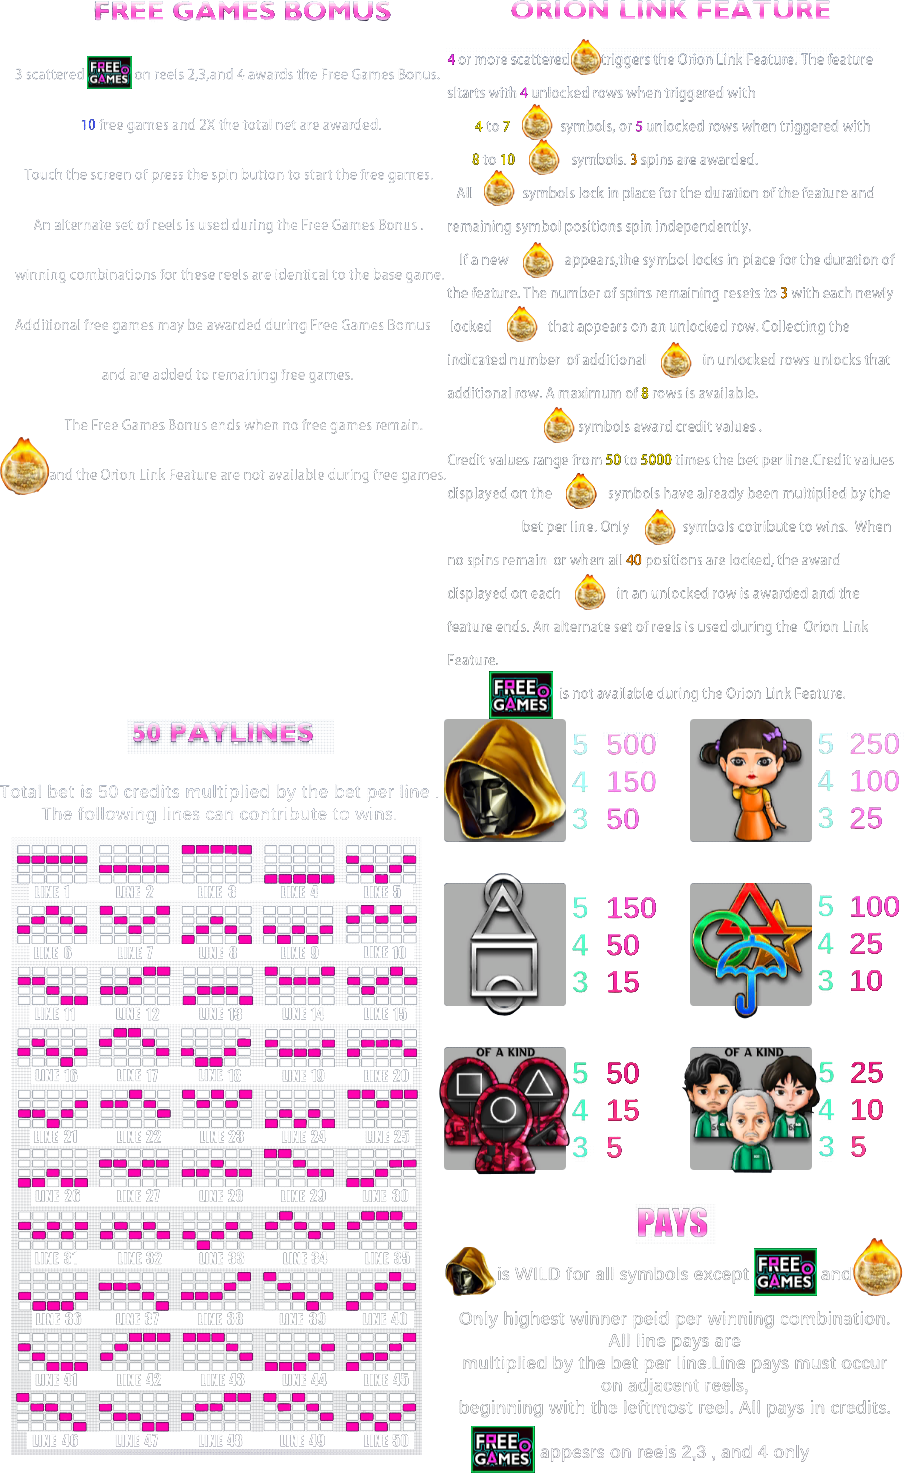 FREE GAMES BOMUS
3 scattered FREE GAMES on reels 2,3,and 4 awards the Free Games Bonus.
10 free games and 2X the total net are awarded.
Touch the screen of press the spin button to start the free games.
An alternate set of reels is used during the Free Games Bonus .
winning combinations for these reels are identical to the base game.
Additional free games may be awarded during Free Games Bomus
and are added to remaining free games.
The Free Games Bonus ends when no free games remain.
and the Orion Link Feature are not available during free games.
ORION LINK FEATURE
4 or more scattered triggers the Orion Link Feature. The feature
starts with 4 unlocked rows when triggered with
4 to 7 symbols, or 5 unlocked rows when triggered with
8 to 10 symbols. 3 spins are awarded.
All symbols lock in place for the duration of the feature and
remaining symbol positions spin independently.
If a new appears,the symbol locks in place for the duration of
the feature. The number of spins remaining resets to 3 with each newly
locked that appears on an unlocked row. Collecting the
indicated number of additional in unlocked rows unlocks that
additional row. A maximum of 8 rows is available.
symbols award credit values .
Credit values range from 50 to 5000 times the bet per line.Credit values
displayed on the symbols have already been multiplied by the
bet per line. Only symbols cotribute to wins. When
no spins remain or when all 40 positions are locked, the award
displayed on each in an unlocked row is awarded and the
feature ends. An alternate set of reels is used during the Orion Link
Feature.
FREE GAMES is not available during the Orion Link Feature.
50 PAYLINES
Total bet is 50 credits multiplied by the bet per line .
The following lines can contribute to wins.
LINE 1 LINE 2 LINE 3 LINE 4 LINE 5
LINE 6 LINE 7 LINE 8 LINE 9 LINE 10
LINE 11 LINE 12 LINE 13 LINE 14 LINE 15
LINE 16 LINE 17 LINE 18 LINE 19 LINE 20
LINE 21 LINE 22 LINE 23 LINE 24 LINE 25
LINE 26 LINE 27 LINE 28 LINE 29 LINE 30
LINE 31 LINE 32 LINE 33 LINE 34 LINE 35
LINE 36 LINE 37 LINE 38 LINE 39 LINE 40
LINE 41 LINE 42 LINE 43 LINE 44 LINE 45
LINE 46 LINE 47 LINE 48 LINE 49 LINE 50
5 500
4 150
3 50
5 250
4 100
3 25
5 150
4 50
3 15
5 100
4 25
3 10
OF A KIND
5 50
4 15
3 5
OF A KIND
5 25
4 10
3 5
PAYS
is WILD for all symbols except FREE GAMES and
Only highest winner peid per winning combination.
All line pays are
multiplied by the bet per line.Line pays must occur
on adjacent reels,
beginning with the leftmost reel. All pays in credits.
FREE GAMES appesrs on reels 2,3 , and 4 only